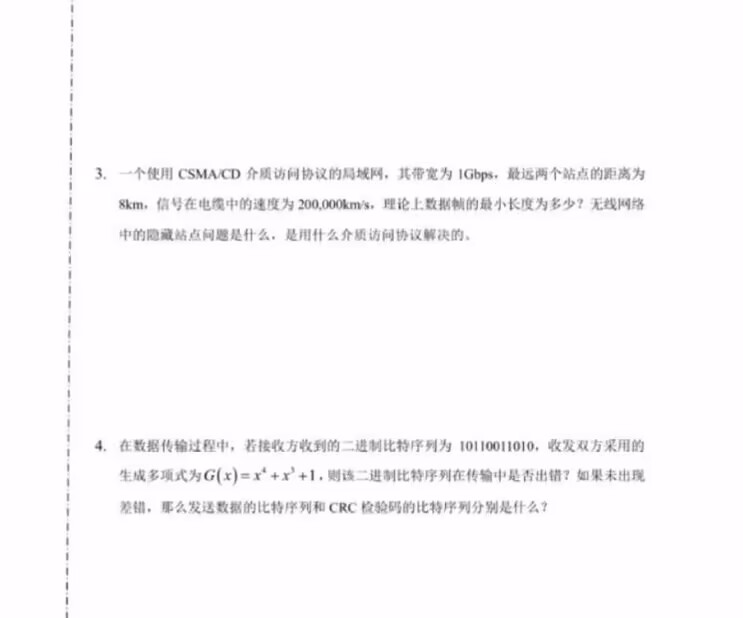 3. 一个使用 CSMA/CD 介质访问协议的局域网，其带宽为 1Gbps，最远两个站点的距离为
8km，信号在电缆中的速度为 200,000km/s，理论上数据帧的最小长度为多少？无线网络
中的隐藏站点问题是什么，是用什么介质访问协议解决的。
4. 在数据传输过程中，若接收方收到的二进制比特序列为 10110011010，收发双方采用的
生成多项式为 G(x)=x⁴+x³+1，则该二进制比特序列在传输中是否出错？如果未出现
差错，那么发送数据的比特序列和 CRC 检验码的比特序列分别是什么？